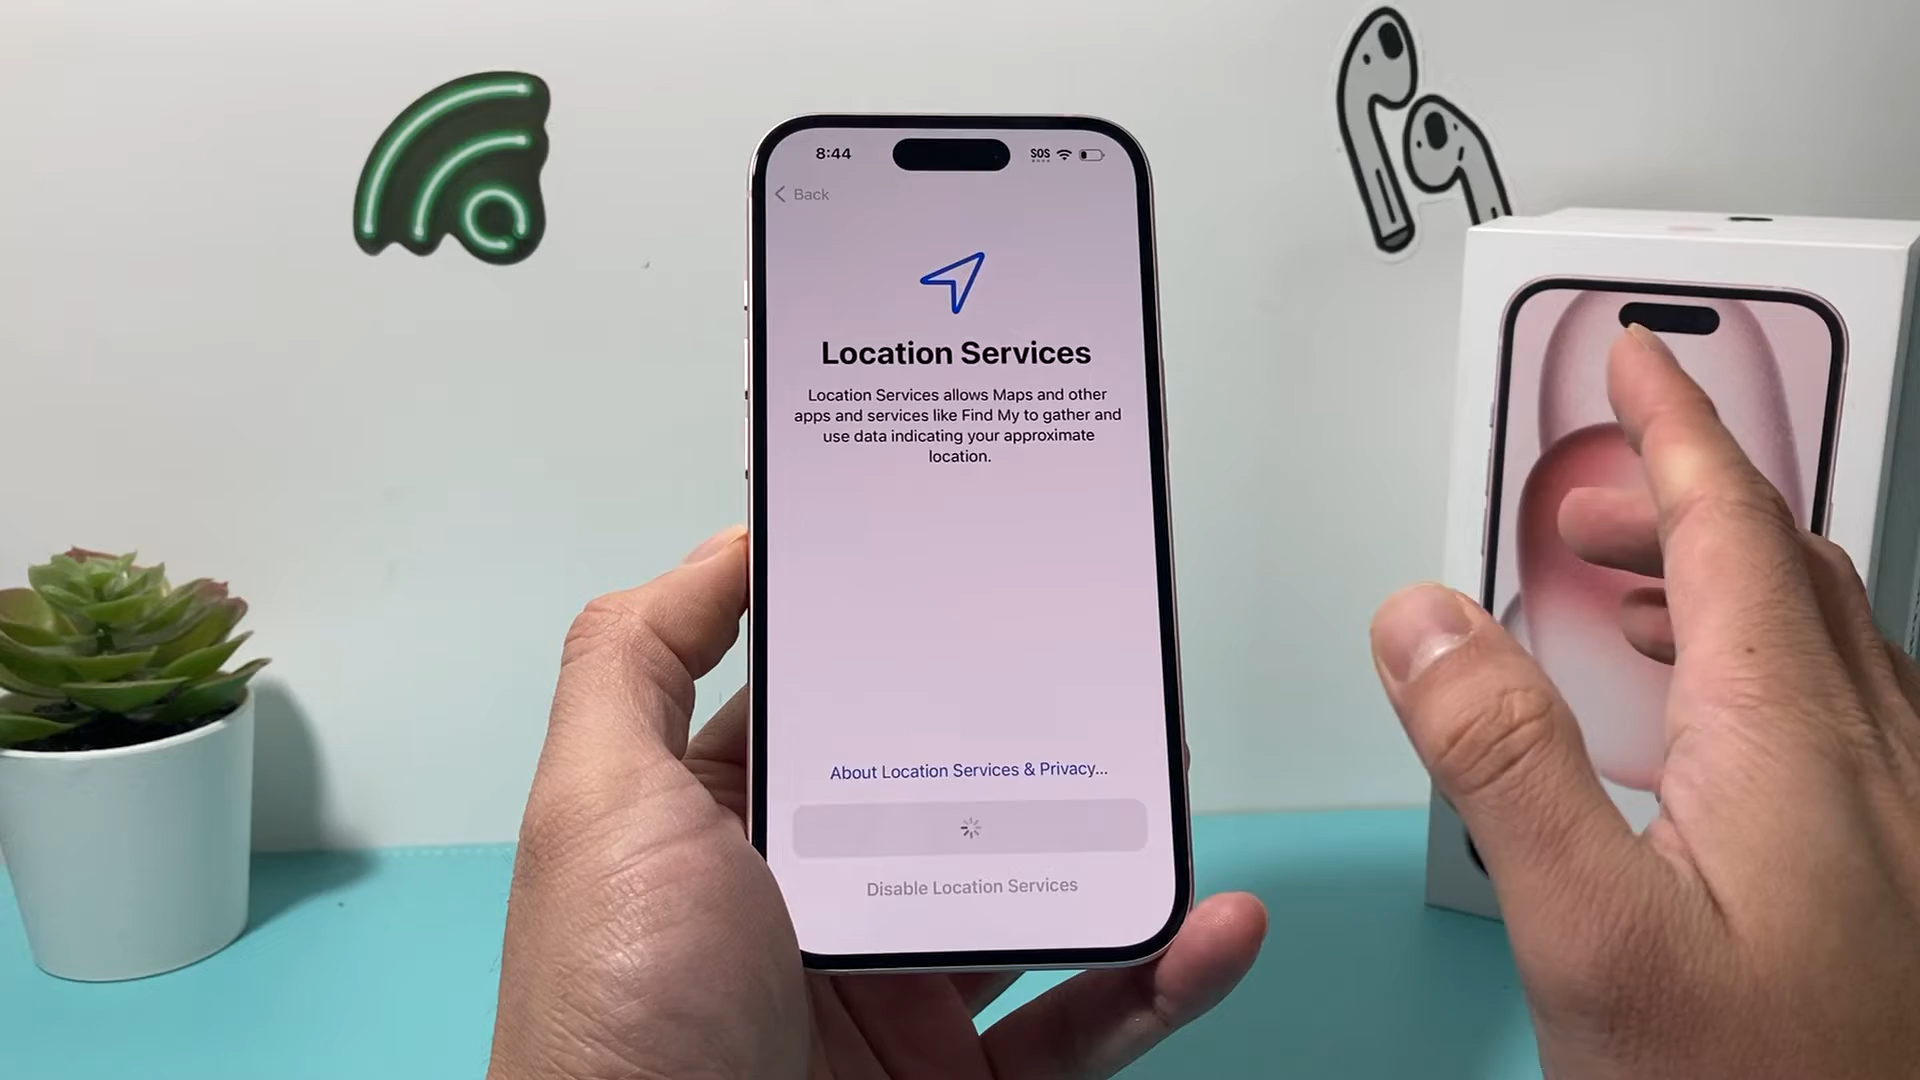 8:44
SOS
Back
Location Services
Location Services allows Maps and other
apps and services like Find My to gather and
use data indicating your approximate
location.
About Location Services & Privacy...
Disable Location Services